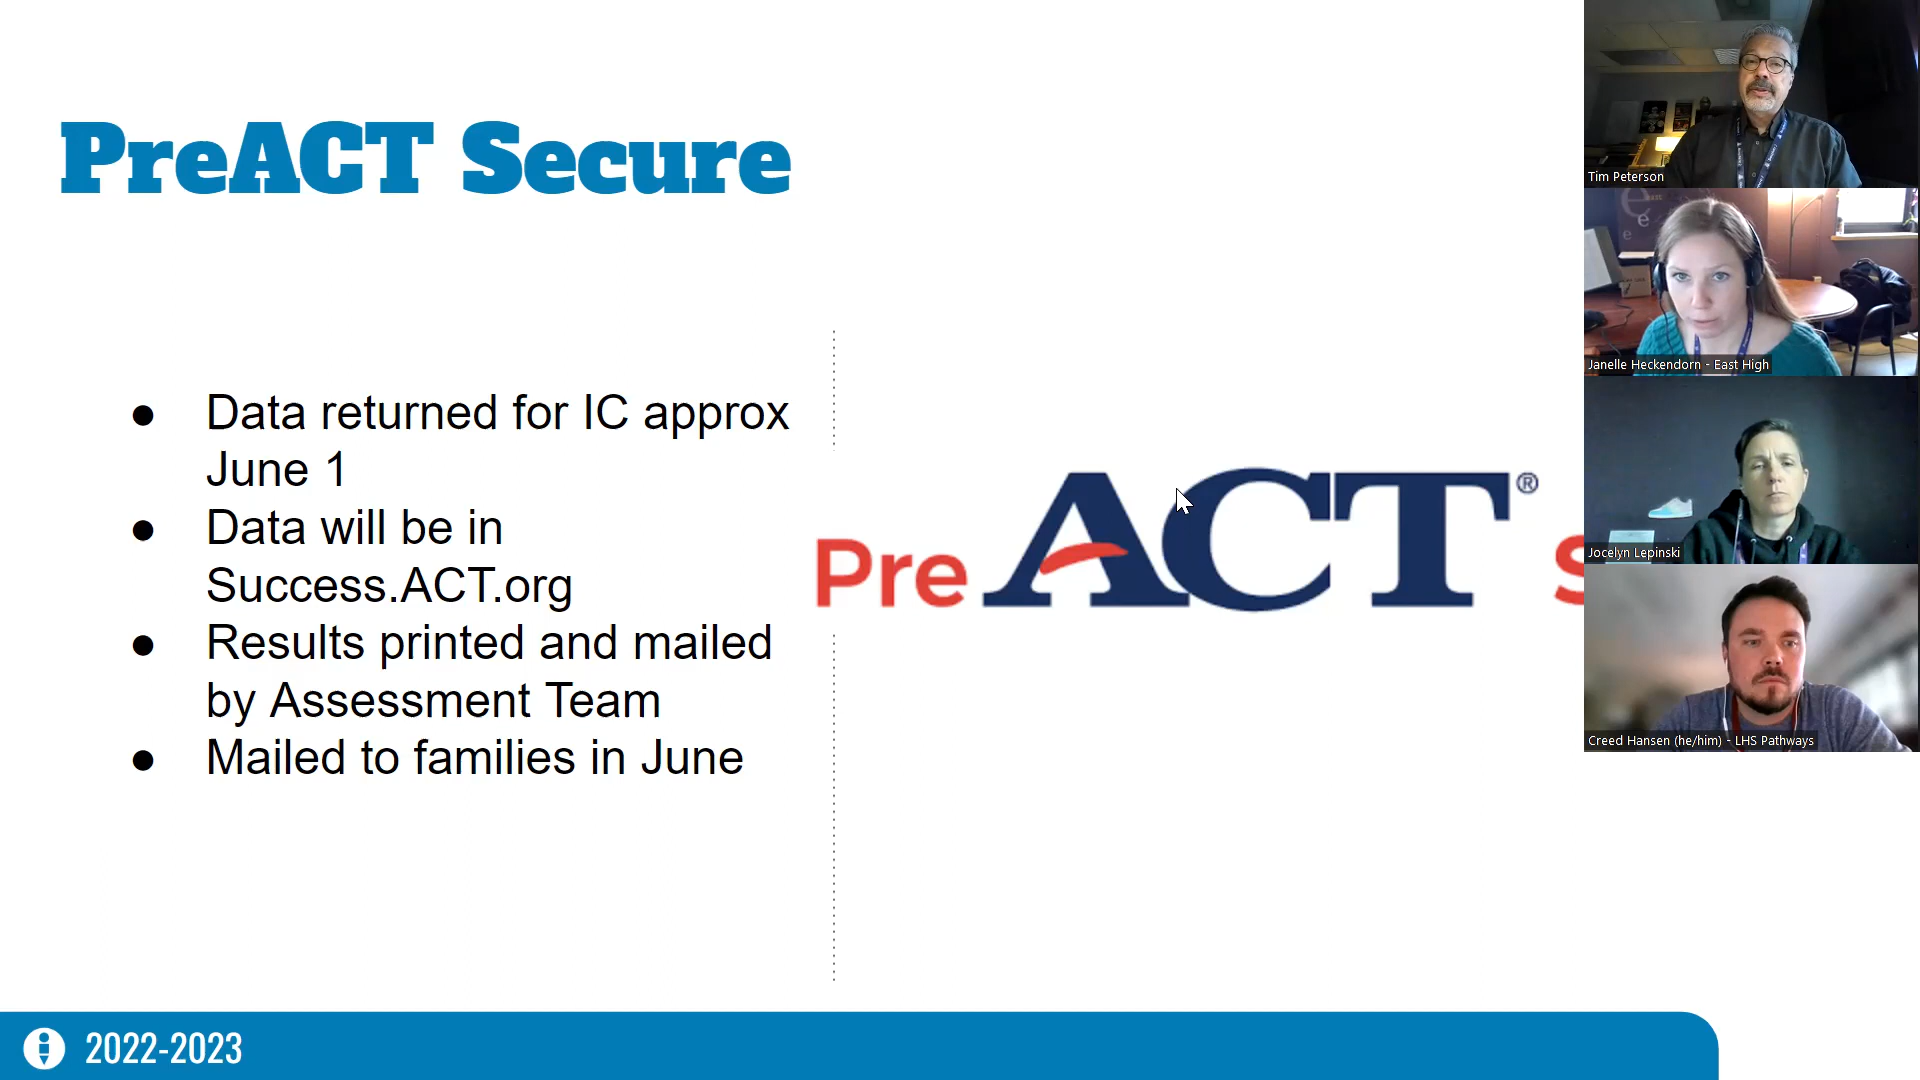 PreACT Secure
● Data returned for IC approx
June 1
● Data will be in
Success.ACT.org
● Results printed and mailed
by Assessment Team
● Mailed to families in June
Pre ACT® S
2022-2023
Tim Peterson
Janelle Heckendorn - East High
Jocelyn Lepinski
Creed Hansen (he/him) - LHS Pathways